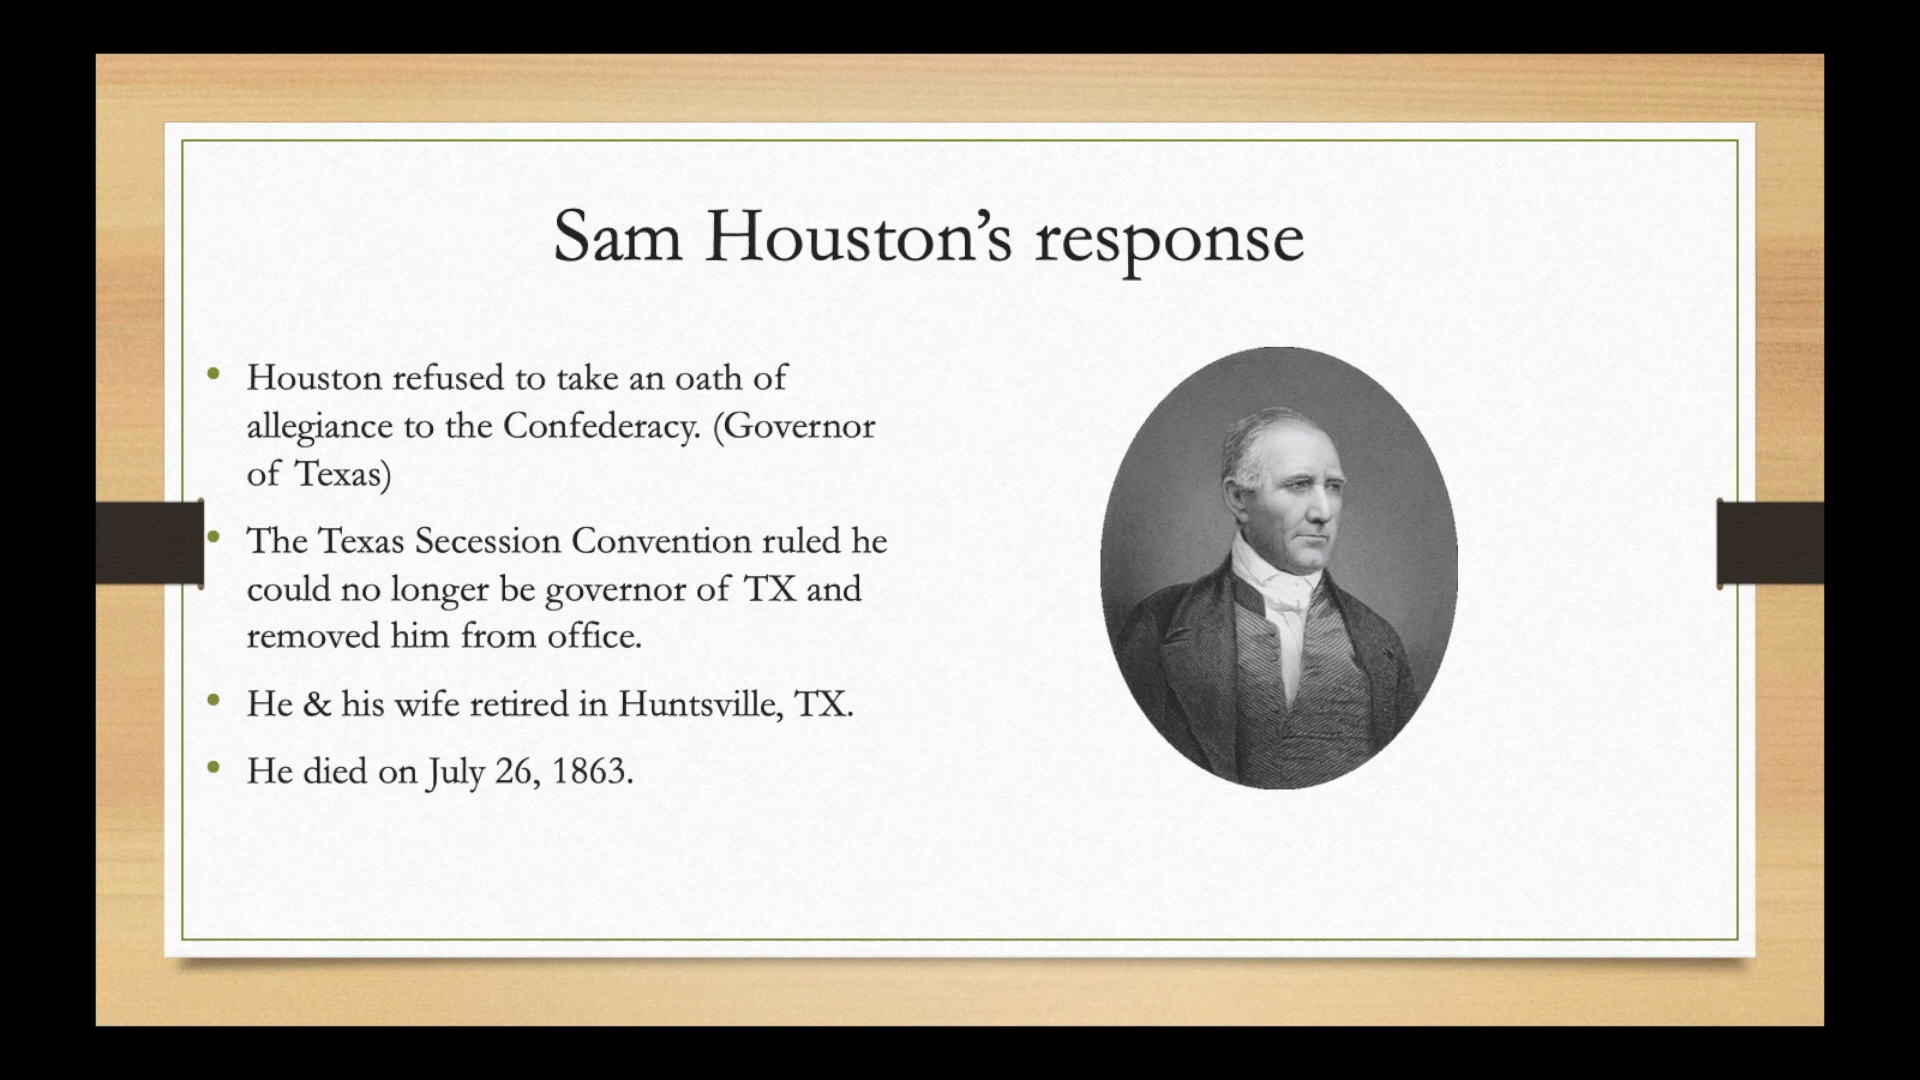 Sam Houston’s response
• Houston refused to take an oath of
allegiance to the Confederacy. (Governor
of Texas)
• The Texas Secession Convention ruled he
could no longer be governor of TX and
removed him from office.
• He & his wife retired in Huntsville, TX.
• He died on July 26, 1863.